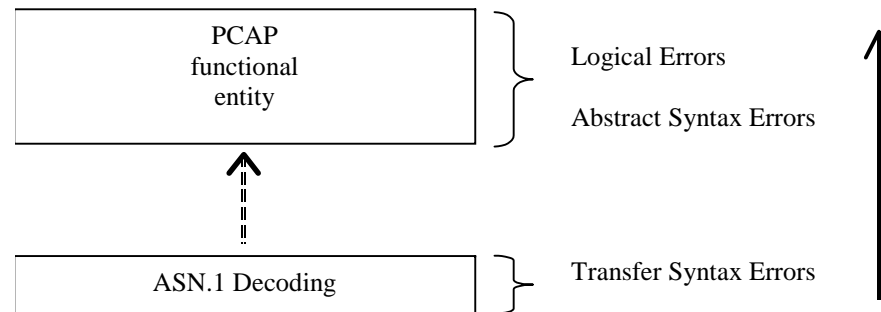 PCAP
functional
entity
Logical Errors
Abstract Syntax Errors
ASN.1 Decoding
Transfer Syntax Errors